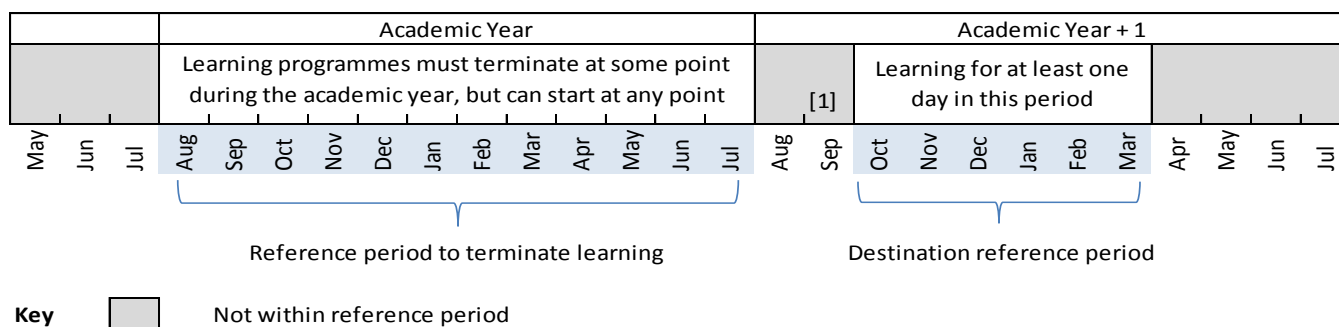 Academic Year Academic Year + 1
Learning programmes must terminate at some point Learning for at least one
during the academic year, but can start at any point [1] day in this period
May Jun Jul Aug Sep Oct Nov Dec Jan Feb Mar Apr May Jun Jul Aug Sep Oct Nov Dec Jan Feb Mar Apr May Jun Jul
Reference period to terminate learning Destination reference period
Key Not within reference period